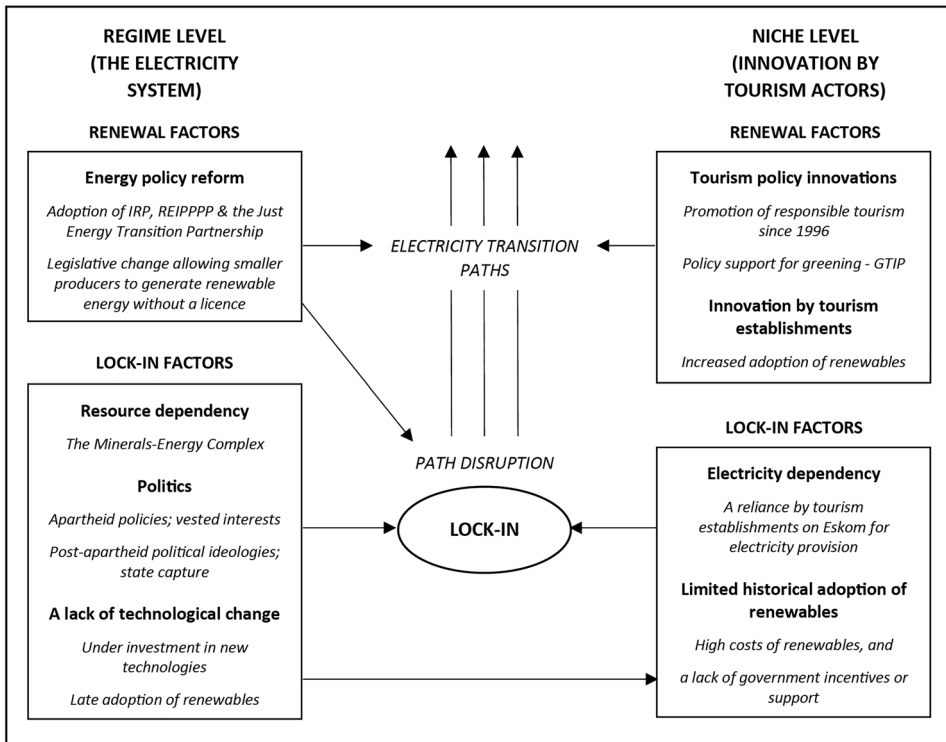 REGIME LEVEL
(THE ELECTRICITY
SYSTEM)
RENEWAL FACTORS
Energy policy reform
Adoption of IRP, REIPPPP & the Just
Energy Transition Partnership
Legislative change allowing smaller
producers to generate renewable
energy without a licence
LOCK-IN FACTORS
Resource dependency
The Minerals-Energy Complex
Politics
Apartheid policies; vested interests
Post-apartheid political ideologies;
state capture
A lack of technological change
Under investment in new
technologies
Late adoption of renewables
ELECTRICITY TRANSITION
PATHS
PATH DISRUPTION
LOCK-IN
NICHE LEVEL
(INNOVATION BY
TOURISM ACTORS)
RENEWAL FACTORS
Tourism policy innovations
Promotion of responsible tourism
since 1996
Policy support for greening - GTIP
Innovation by tourism
establishments
Increased adoption of renewables
LOCK-IN FACTORS
Electricity dependency
A reliance by tourism
establishments on Eskom for
electricity provision
Limited historical adoption of
renewables
High costs of renewables, and
a lack of government incentives or
support